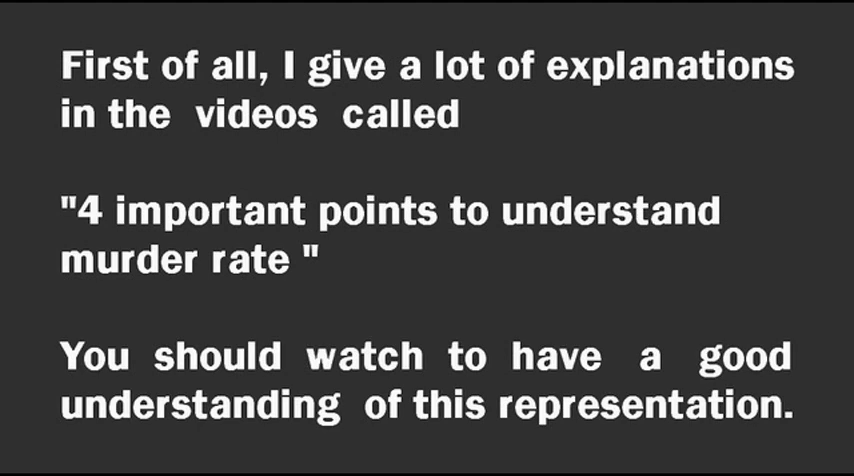 First of all, I give a lot of explanations
in the videos called
"4 important points to understand
murder rate "
You should watch to have a good
understanding of this representation.